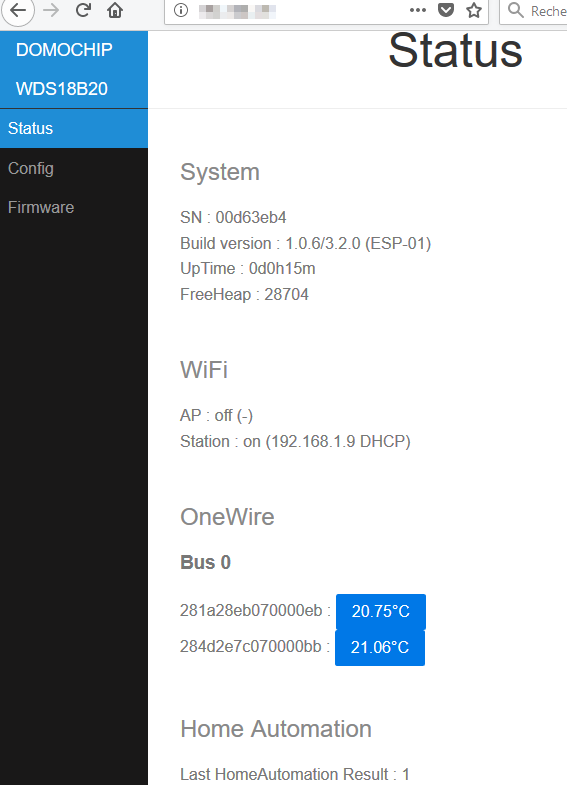 Reche
DOMOCHIP
WDS18B20
Status
Config
Firmware
Status
System
SN : 00d63eb4
Build version : 1.0.6/3.2.0 (ESP-01)
UpTime : 0d0h15m
FreeHeap : 28704
WiFi
AP : off (-)
Station : on (192.168.1.9 DHCP)
OneWire
Bus 0
281a28eb070000eb : 20.75°C
284d2e7c070000bb : 21.06°C
Home Automation
Last HomeAutomation Result : 1